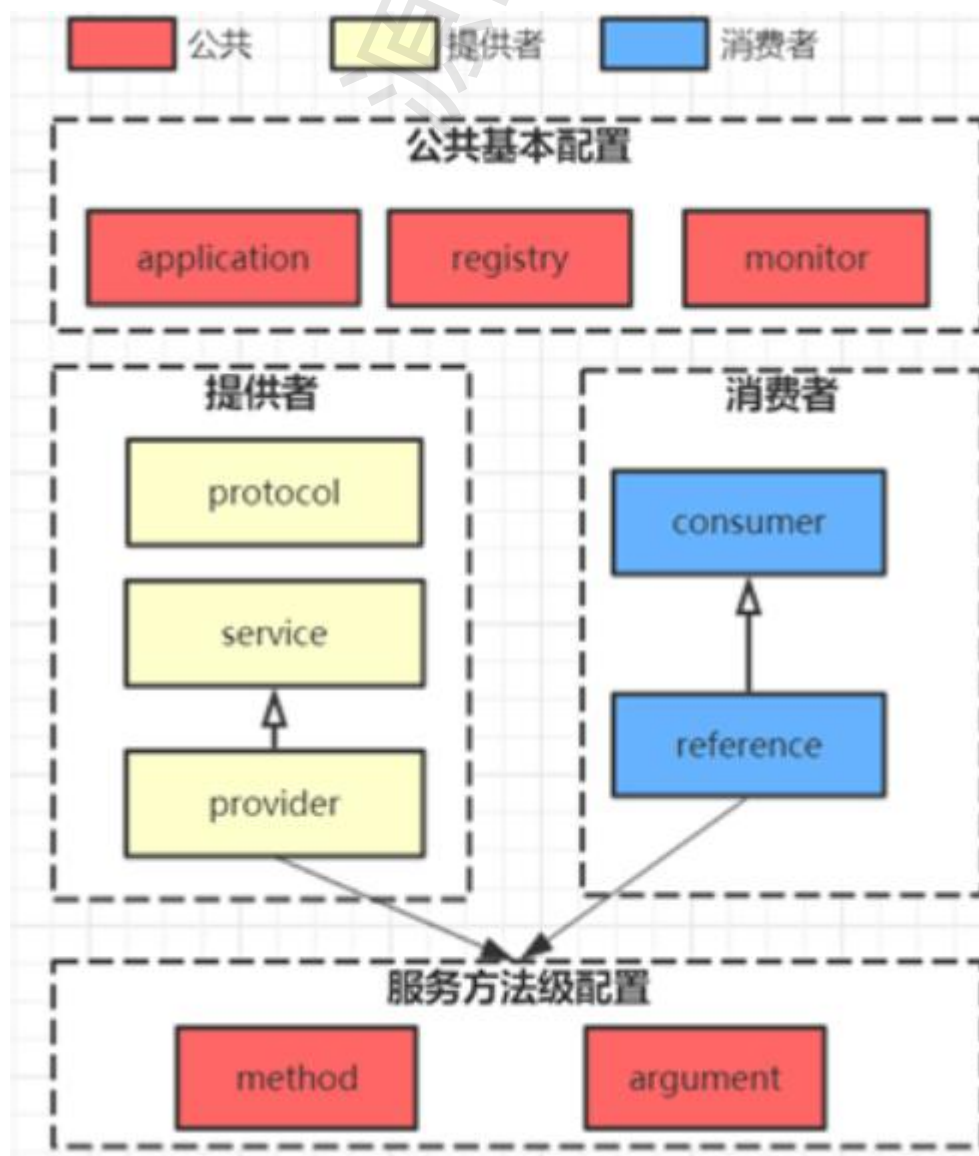 公共 提供者 消费者
公共基本配置
application registry monitor
提供者
protocol
service
provider
消费者
consumer
reference
服务方法级配置
method argument